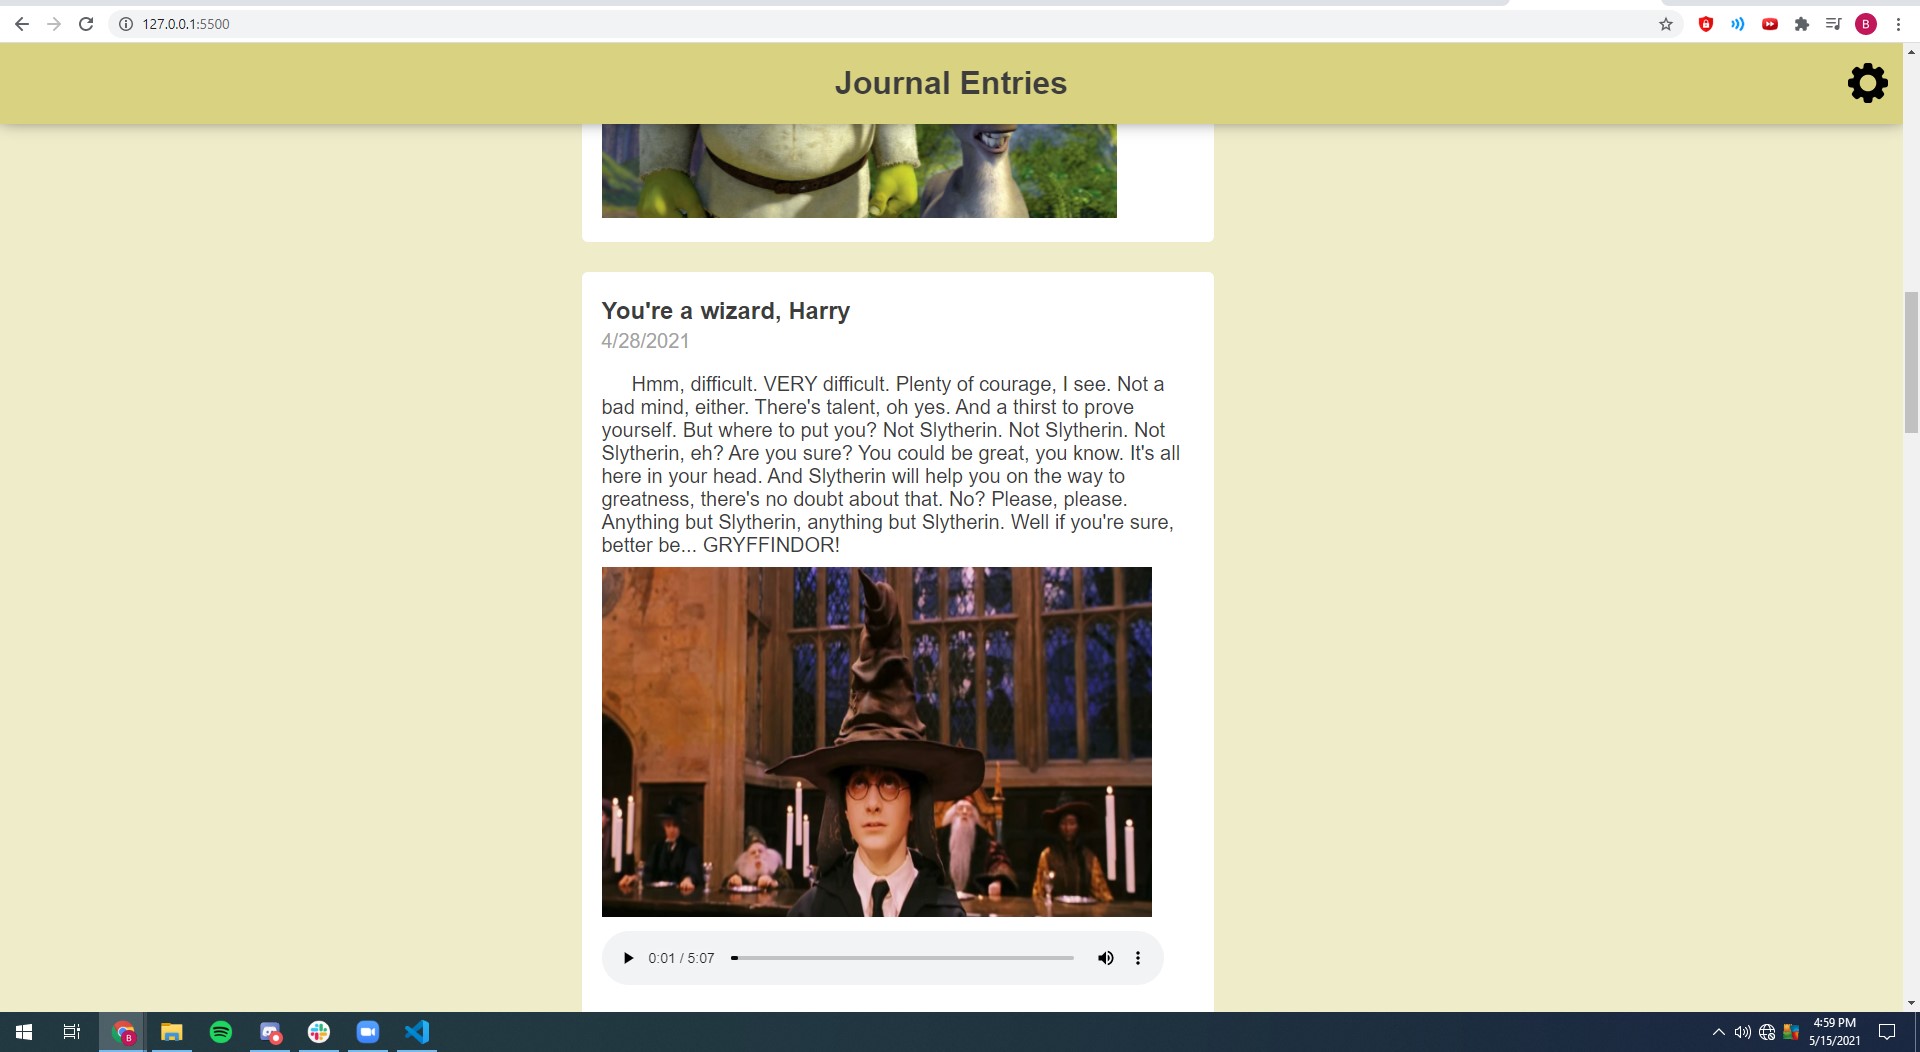 127.0.0.1:5500
B
Journal Entries
You're a wizard, Harry
4/28/2021
Hmm, difficult. VERY difficult. Plenty of courage, I see. Not a
bad mind, either. There's talent, oh yes. And a thirst to prove
yourself. But where to put you? Not Slytherin. Not Slytherin. Not
Slytherin, eh? Are you sure? You could be great, you know. It's all
here in your head. And Slytherin will help you on the way to
greatness, there's no doubt about that. No? Please, please.
Anything but Slytherin, anything but Slytherin. Well if you're sure,
better be... GRYFFINDOR!
0:01 / 5:07
B
4:59 PM
5/15/2021